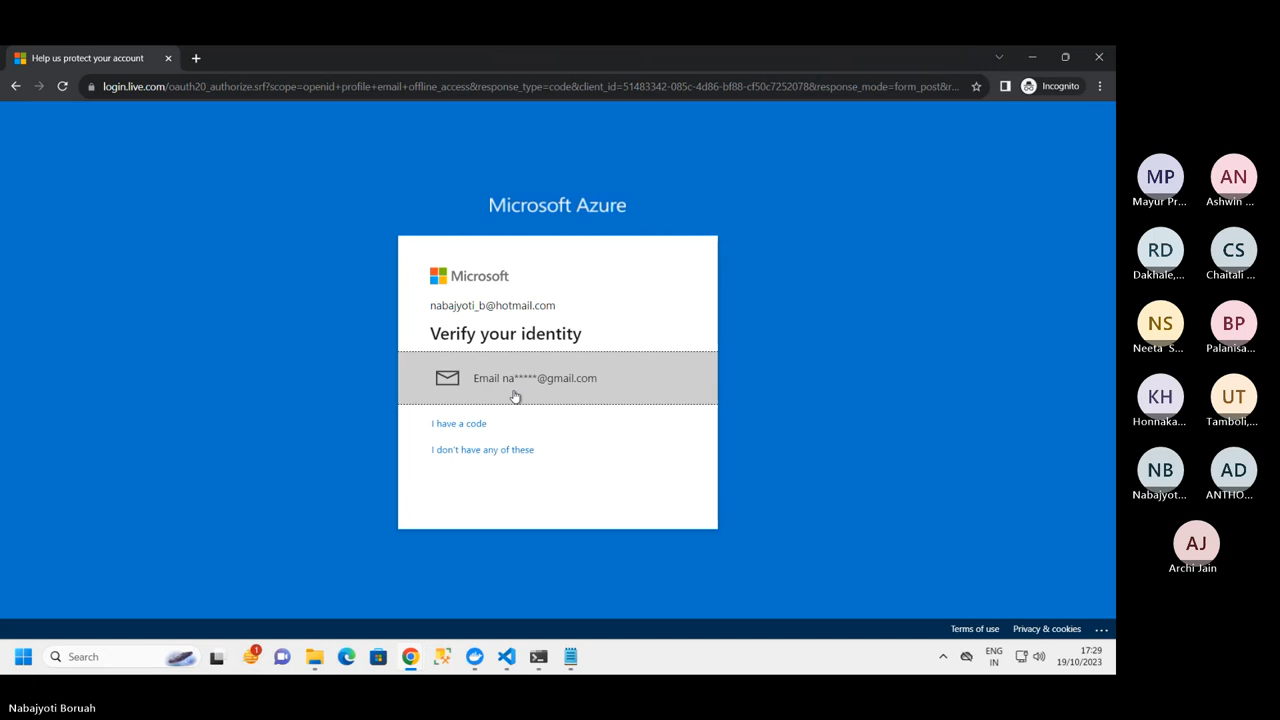 Help us protect your account
login.live.com/oauth20_authorize.srf?scope=openid+profile+email+offline_access&response_type=code&client_id=51483342-085c-4d86-bf88-cf50c7252078&response_mode=form_post&r...
Incognito
Microsoft Azure
Microsoft
nabajyoti_b@hotmail.com
Verify your identity
Email na*****@gmail.com
I have a code
I don't have any of these
Terms of use
Privacy & cookies
...
Search
1
ENG
IN
17:29
19/10/2023
MP
Mayur Pr...
AN
Ashwin ...
RD
Dakhale,...
CS
Chaitali ...
NS
Neeta S...
BP
Palanisa...
KH
Honnaka...
UT
Tamboli,...
NB
Nabajyot...
AD
ANTHO...
AJ
Archi Jain
Nabajyoti Boruah